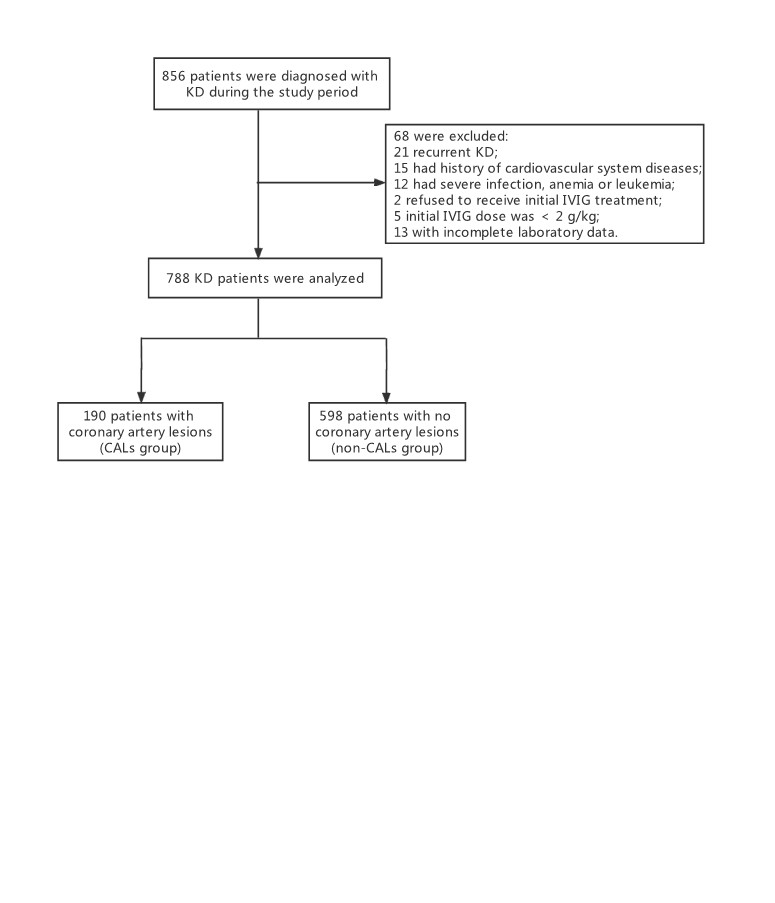 856 patients were diagnosed with
KD during the study period
68 were excluded:
21 recurrent KD;
15 had history of cardiovascular system diseases;
12 had severe infection, anemia or leukemia;
2 refused to receive initial IVIG treatment;
5 initial IVIG dose was < 2 g/kg;
13 with incomplete laboratory data.
788 KD patients were analyzed
190 patients with
coronary artery lesions
(CALs group)
598 patients with no
coronary artery lesions
(non-CALs group)